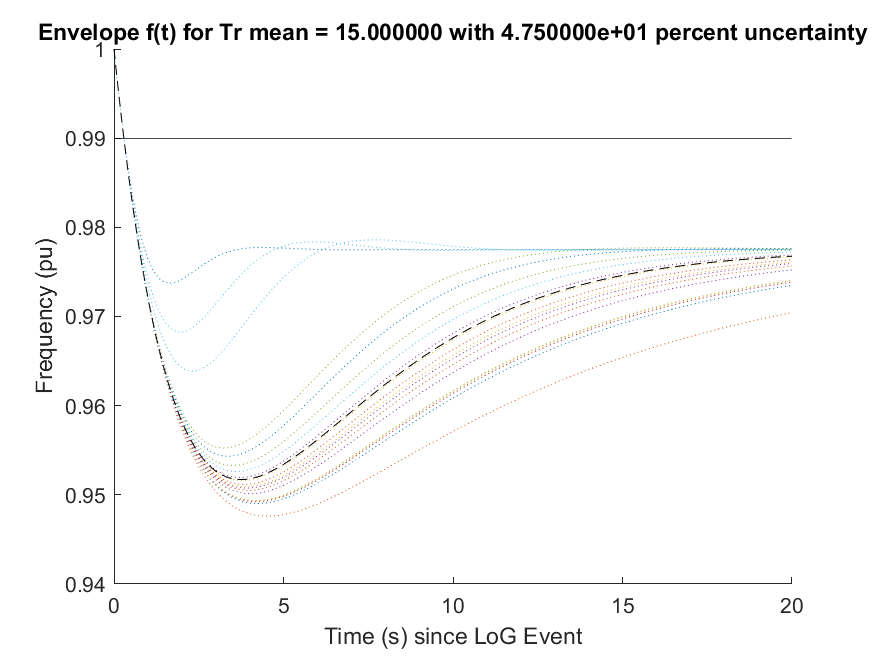 Envelope f(t) for Tr mean = 15.000000 with 4.750000e+01 percent uncertainty
1
0.99
0.98
0.97
0.96
0.95
0.94
Frequency (pu)
0 5 10 15 20
Time (s) since LoG Event